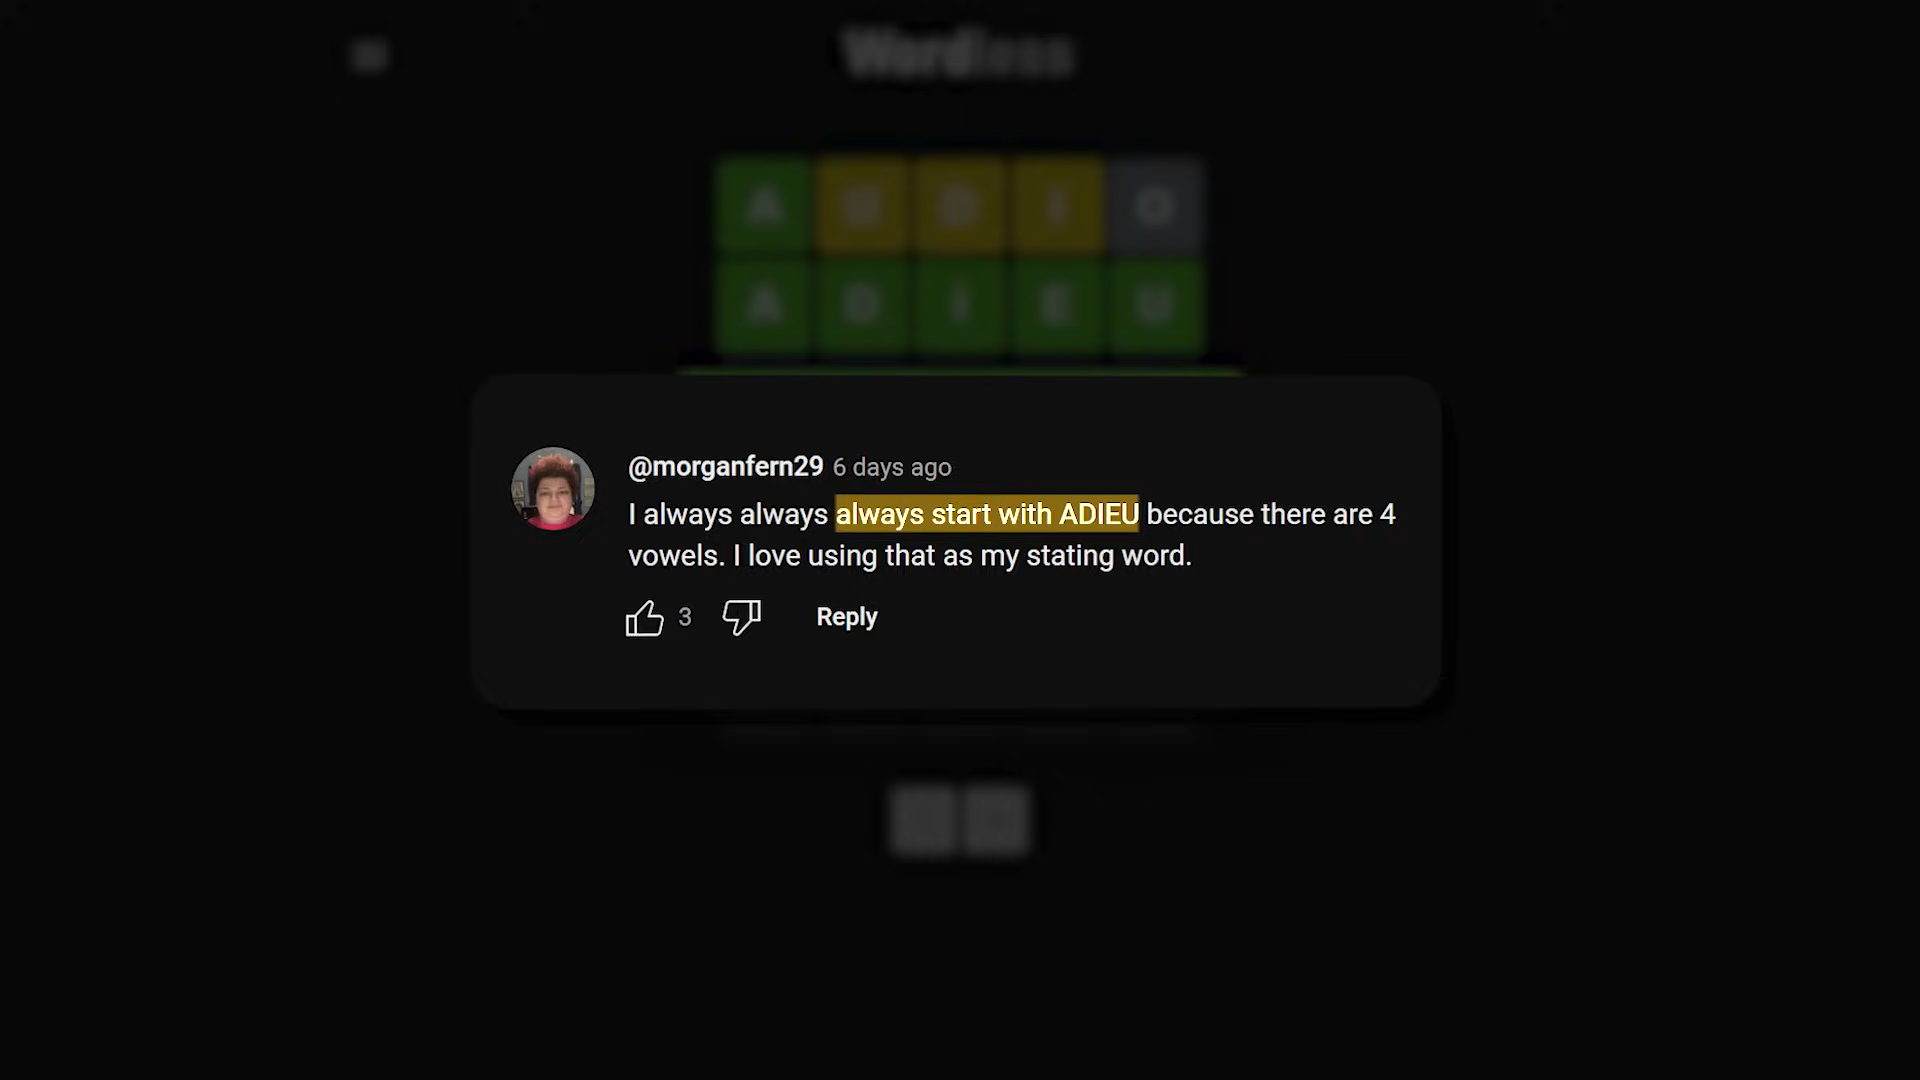 Wordless
A U D I O
A D I E U
@morganfern29 6 days ago
I always always always start with ADIEU because there are 4
vowels. I love using that as my stating word.
3 Reply